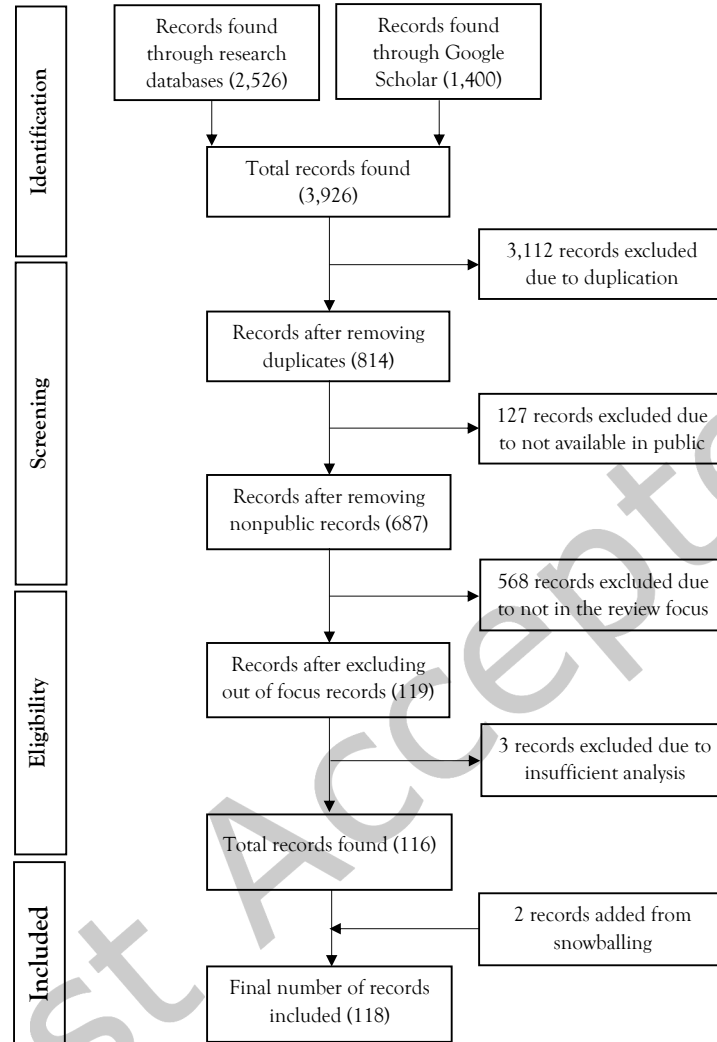 Identification
Records found
through research
databases (2,526)
Records found
through Google
Scholar (1,400)
Total records found
(3,926)
3,112 records excluded
due to duplication
Screening
Records after removing
duplicates (814)
127 records excluded due
to not available in public
Records after removing
nonpublic records (687)
568 records excluded due
to not in the review focus
Eligibility
Records after excluding
out of focus records (119)
3 records excluded due to
insufficient analysis
Total records found (116)
Included
2 records added from
snowballing
Final number of records
included (118)